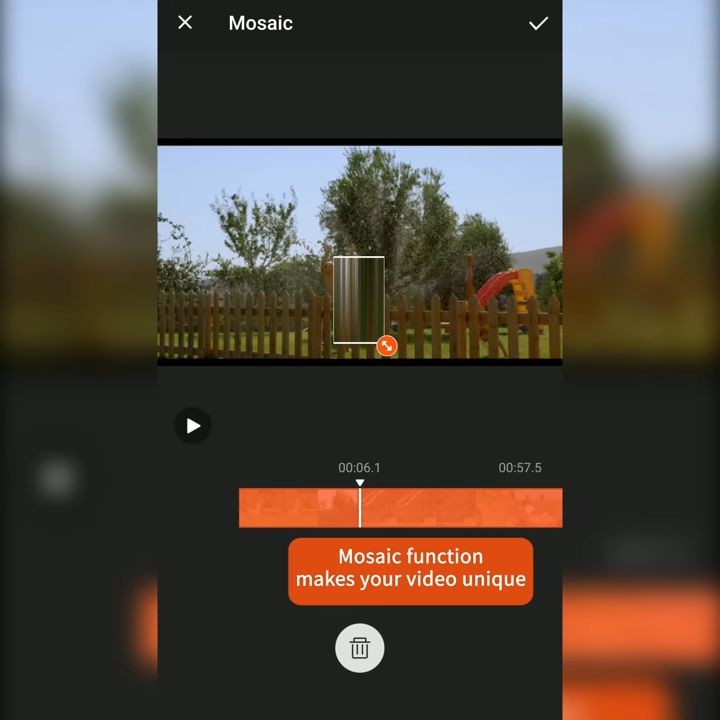 Mosaic
00:06.1
00:57.5
Mosaic function
makes your video unique